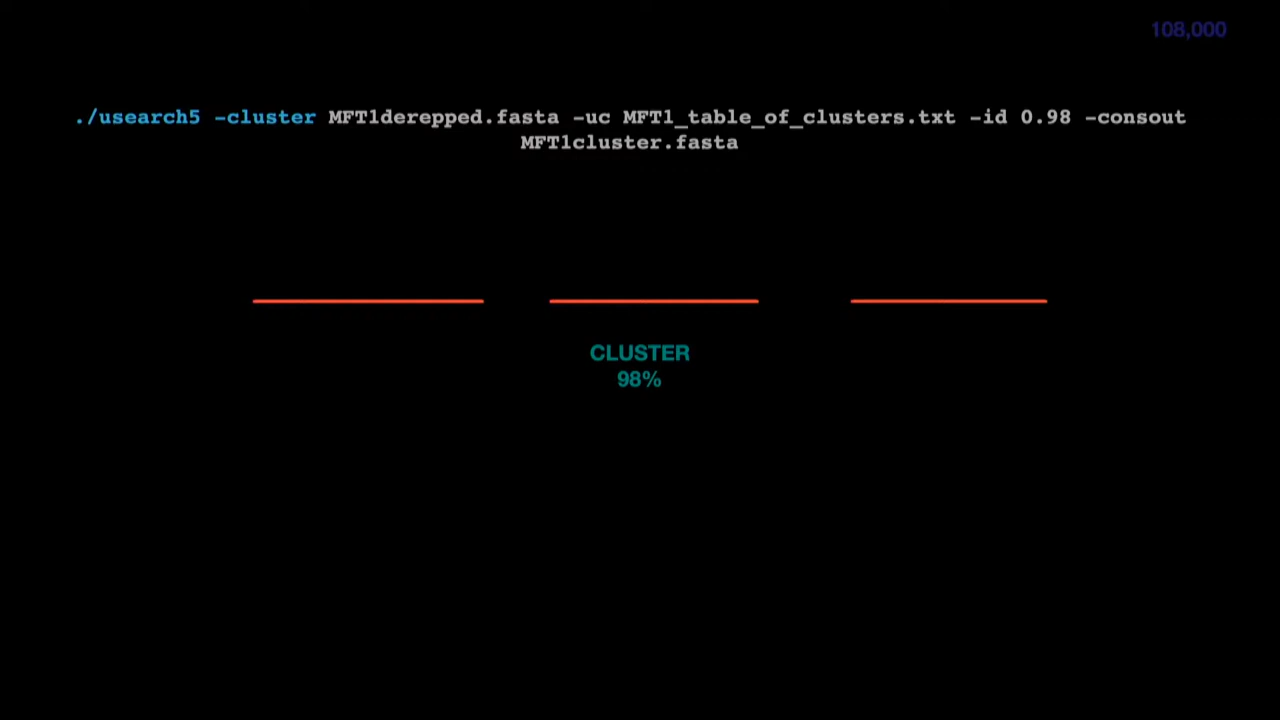 108,000
./usearch5 -cluster MFT1derepped.fasta -uc MFT1_table_of_clusters.txt -id 0.98 -consout
MFT1cluster.fasta
CLUSTER
98%